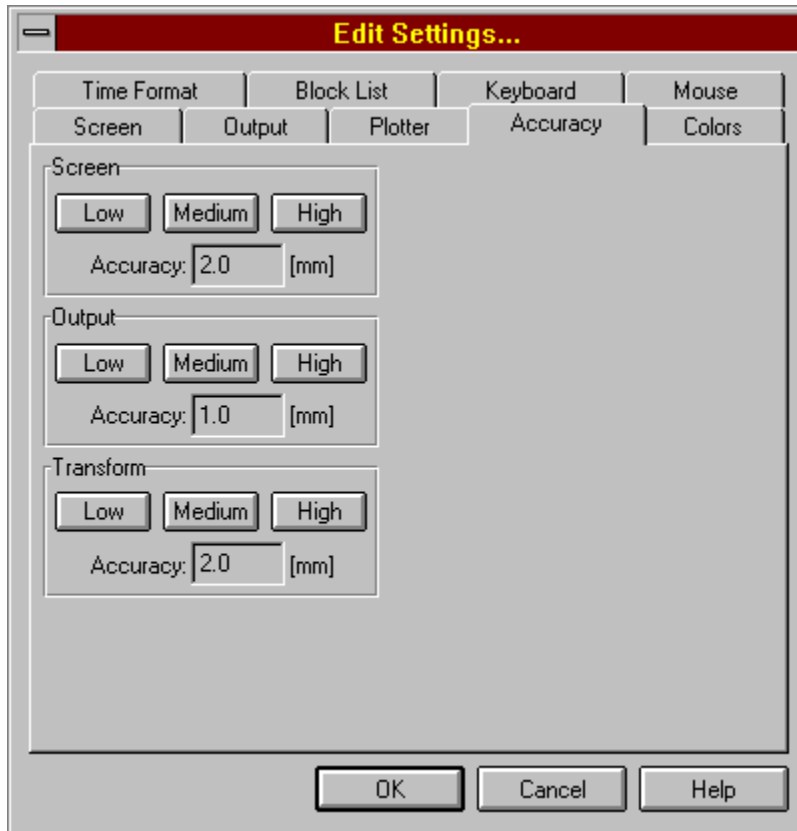 Edit Settings...
Time Format Block List Keyboard Mouse
Screen Output Plotter Accuracy Colors
Screen
Low Medium High
Accuracy: 2.0 [mm]
Output
Low Medium High
Accuracy: 1.0 [mm]
Transform
Low Medium High
Accuracy: 2.0 [mm]
OK Cancel Help